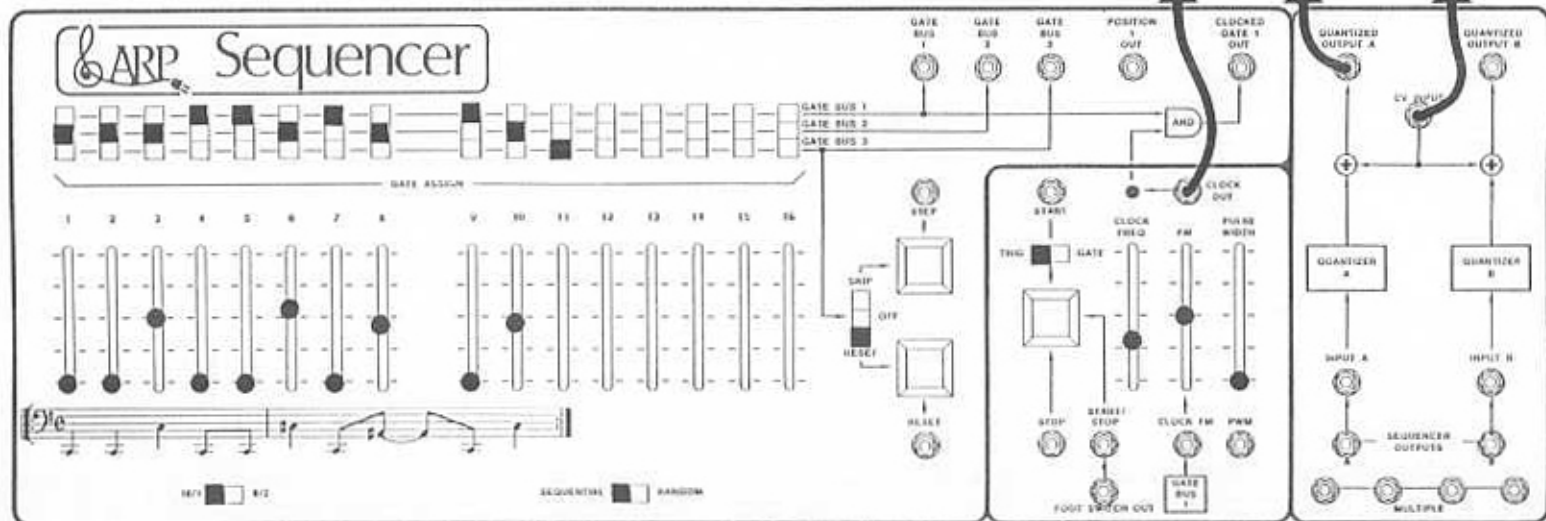 ARP Sequencer
GATE BUS 1
GATE BUS 2
GATE BUS 3
POSITION 1 OUT
CLOCKED GATE 1 OUT
QUANTIZED OUTPUT A
QUANTIZED OUTPUT B
GATE BUS 1
GATE BUS 2
GATE BUS 3
AND
CV INPUT
GATE ASSIGN
1 2 3 4 5 6 7 8 9 10 11 12 13 14 15 16
STEP
START
CLOCK OUT
CLOCK FREQ
FM
PULSE WIDTH
TRIG
GATE
SKIP
OFF
RESET
QUANTIZER A
QUANTIZER B
INPUT A
INPUT B
RESET
STOP
STOP
CLOCK FM
PWM
SEQUENCER OUTPUTS
A
B
16/1
8/2
SEQUENTIAL
RANDOM
FOOT SWITCH OUT
GATE BUS 1
MULTIPLE